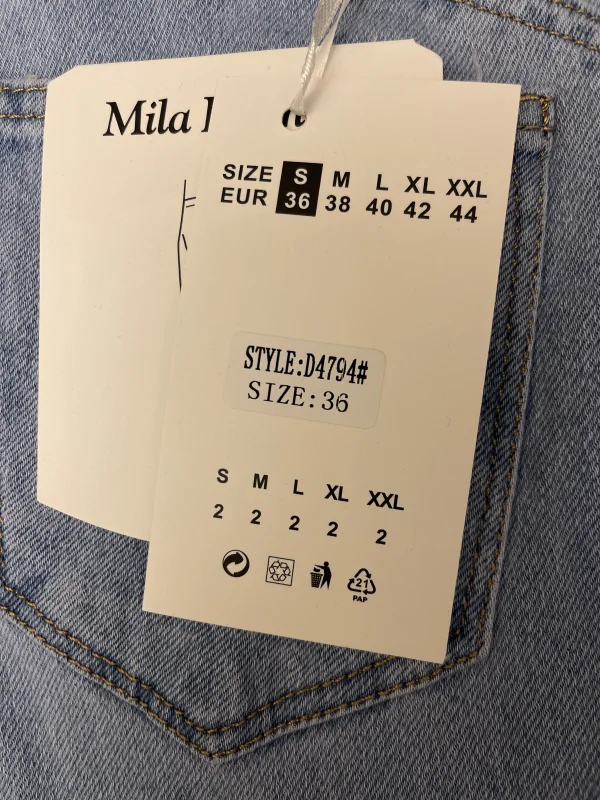 Mila
SIZE S M L XL XXL
EUR 36 38 40 42 44
STYLE:D4794#
SIZE:36
S M L XL XXL
2 2 2 2 2
21
PAP